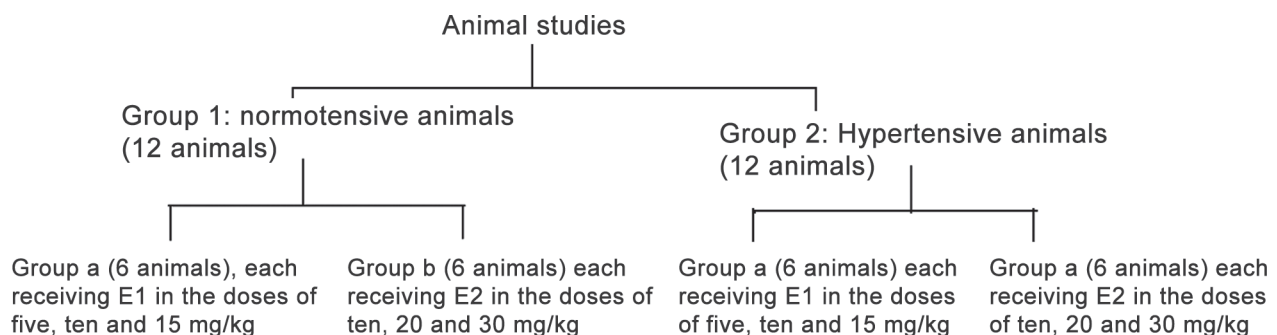 Animal studies
Group 1: normotensive animals
(12 animals)
Group 2: Hypertensive animals
(12 animals)
Group a (6 animals), each
receiving E1 in the doses of
five, ten and 15 mg/kg
Group b (6 animals) each
receiving E2 in the doses of
ten, 20 and 30 mg/kg
Group a (6 animals) each
receiving E1 in the doses
of five, ten and 15 mg/kg
Group a (6 animals) each
receiving E2 in the doses
of ten, 20 and 30 mg/kg